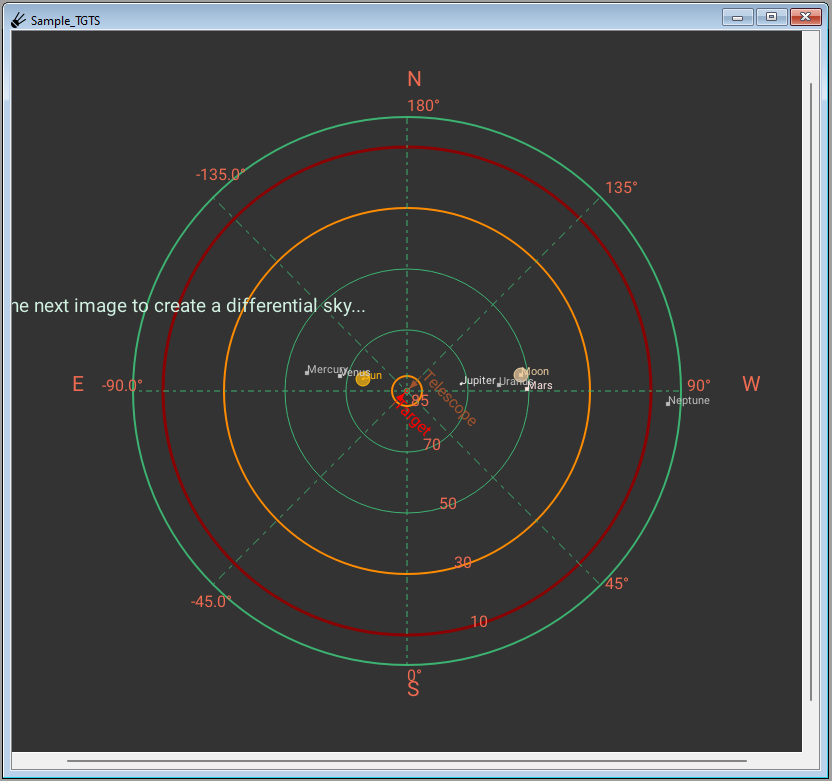 Sample_TGTS
N
180°
-135.0°
135°
he next image to create a differential sky...
Mercury
Venus
Sun
Jupiter
Uranus
Moon
Mars
E
-90.0°
90°
W
Neptune
Telescope
Target
85
70
50
30
10
-45.0°
45°
0°
S